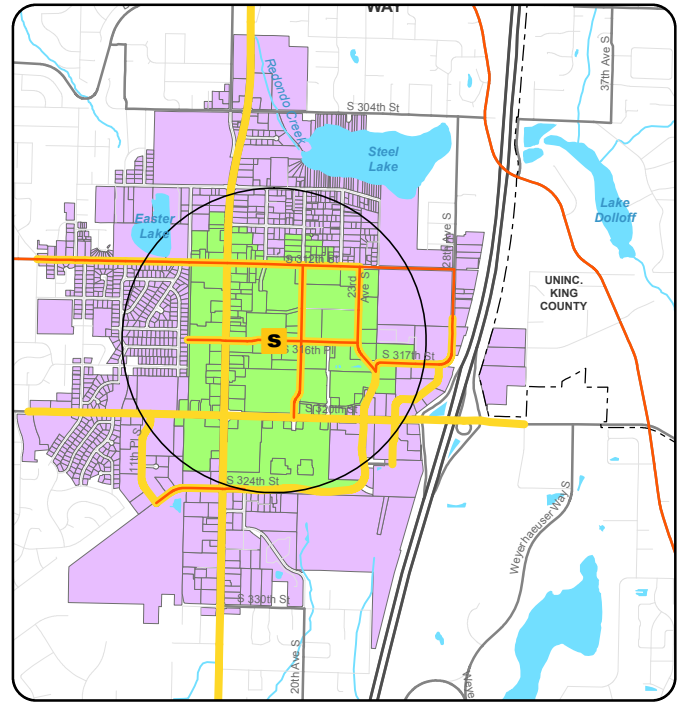 WAY
37th Ave S
Redondo Creek
S 304th St
Steel
Lake
Lake
Dolloff
Easter
Lake
28th Ave S
S 312th St
23rd
Ave S
UNINC.
KING
COUNTY
S
S 316th Pl
S 317th St
S 320th St
11th Pl S
S 324th St
Weyerhaeuser Way S
S 330th St
20th Ave S
Weye